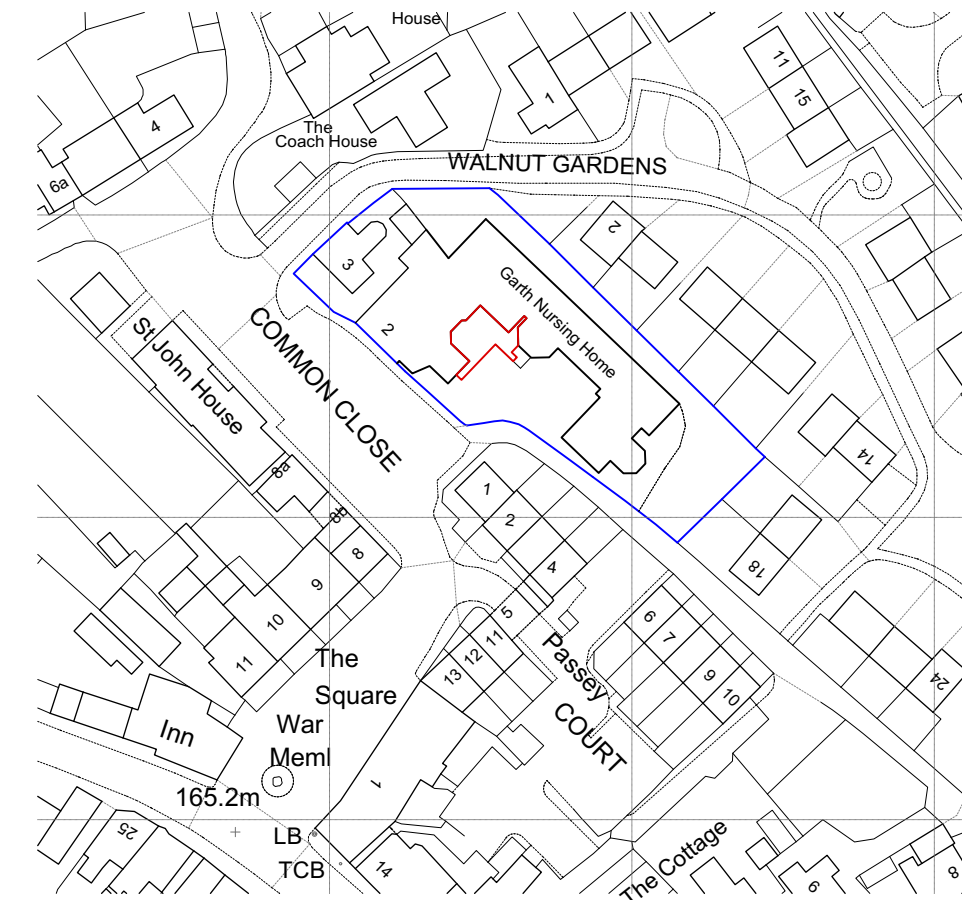 House
4
6a
The
Coach House
1
11
15
WALNUT GARDENS
2
3
2
Garth Nursing Home
St John House
COMMON CLOSE
8a
8b
8
9
10
11
1
2
4
5
11
12
13
14
18
24
6
7
9
10
Passey
COURT
The
Square
War
Meml
Inn
165.2m
LB
TCB
25
1
14
The Cottage
6
8